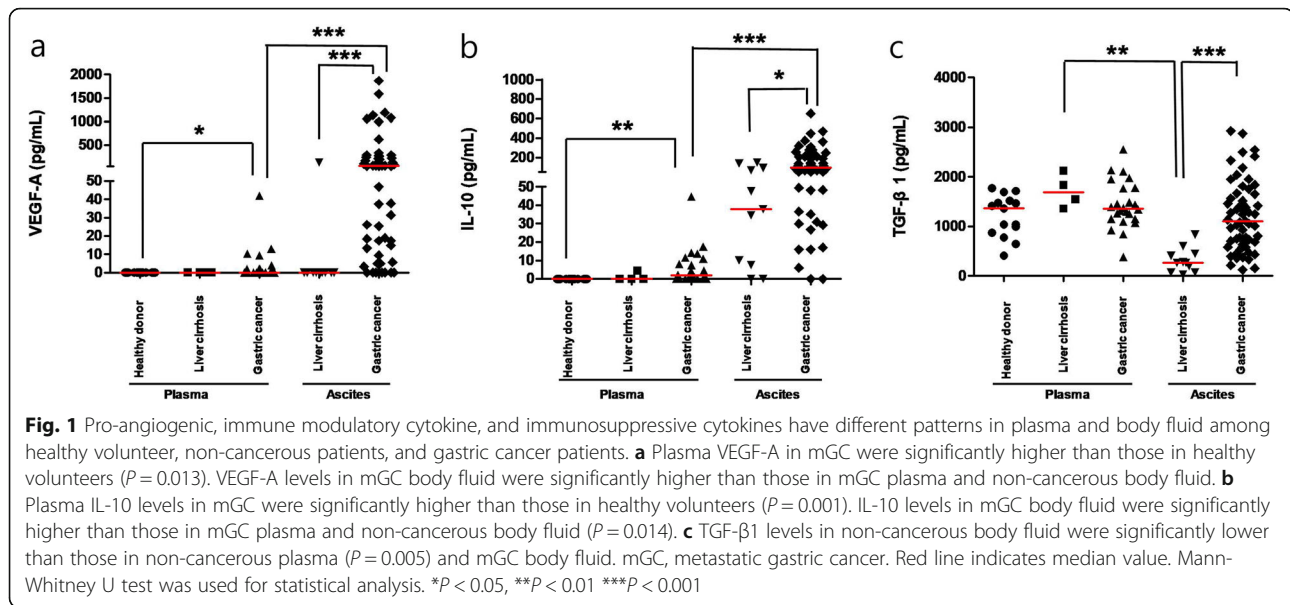 a
b
c
***
***
***
**
***
*
*
**
VEGF-A (pg/mL)
2000
1500
1000
500
50
40
30
20
10
0
Healthy donor
Liver cirrhosis
Gastric cancer
Liver cirrhosis
Gastric cancer
Plasma
Ascites
IL-10 (pg/mL)
1000
800
600
400
200
50
40
30
20
10
0
Healthy donor
Liver cirrhosis
Gastric cancer
Liver cirrhosis
Gastric cancer
Plasma
Ascites
TGF-β 1 (pg/mL)
4000
3000
2000
1000
0
Healthy donor
Liver cirrhosis
Gastric cancer
Liver cirrhosis
Gastric cancer
Plasma
Ascites
Fig. 1 Pro-angiogenic, immune modulatory cytokine, and immunosuppressive cytokines have different patterns in plasma and body fluid among
healthy volunteer, non-cancerous patients, and gastric cancer patients. a Plasma VEGF-A in mGC were significantly higher than those in healthy
volunteers (P = 0.013). VEGF-A levels in mGC body fluid were significantly higher than those in mGC plasma and non-cancerous body fluid. b
Plasma IL-10 levels in mGC were significantly higher than those in healthy volunteers (P = 0.001). IL-10 levels in mGC body fluid were significantly
higher than those in mGC plasma and non-cancerous body fluid (P = 0.014). c TGF-β1 levels in non-cancerous body fluid were significantly lower
than those in non-cancerous plasma (P = 0.005) and mGC body fluid. mGC, metastatic gastric cancer. Red line indicates median value. Mann-
Whitney U test was used for statistical analysis. *P < 0.05, **P < 0.01 ***P < 0.001